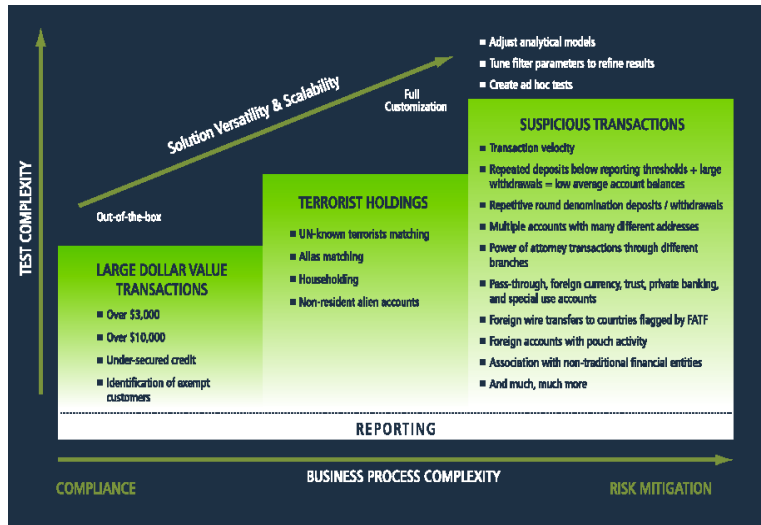 Adjust analytical models
Tune filter parameters to refine results
Create ad hoc tests
Solution Versatility & Scalability
Full
Customization
Out-of-the-box
TEST COMPLEXITY
SUSPICIOUS TRANSACTIONS
Transaction velocity
Repeated deposits below reporting thresholds + large
withdrawals = low average account balances
Repetitive round denomination deposits / withdrawals
Multiple accounts with many different addresses
Power of attorney transactions through different
branches
Pass-through, foreign currency, trust, private banking,
and special use accounts
Foreign wire transfers to countries flagged by FATF
Foreign accounts with pouch activity
Association with non-traditional financial entities
And much, much more
TERRORIST HOLDINGS
UN-known terrorists matching
Alias matching
Householding
Non-resident alien accounts
LARGE DOLLAR VALUE
TRANSACTIONS
Over $3,000
Over $10,000
Under-secured credit
Identification of exempt
customers
REPORTING
BUSINESS PROCESS COMPLEXITY
COMPLIANCE
RISK MITIGATION